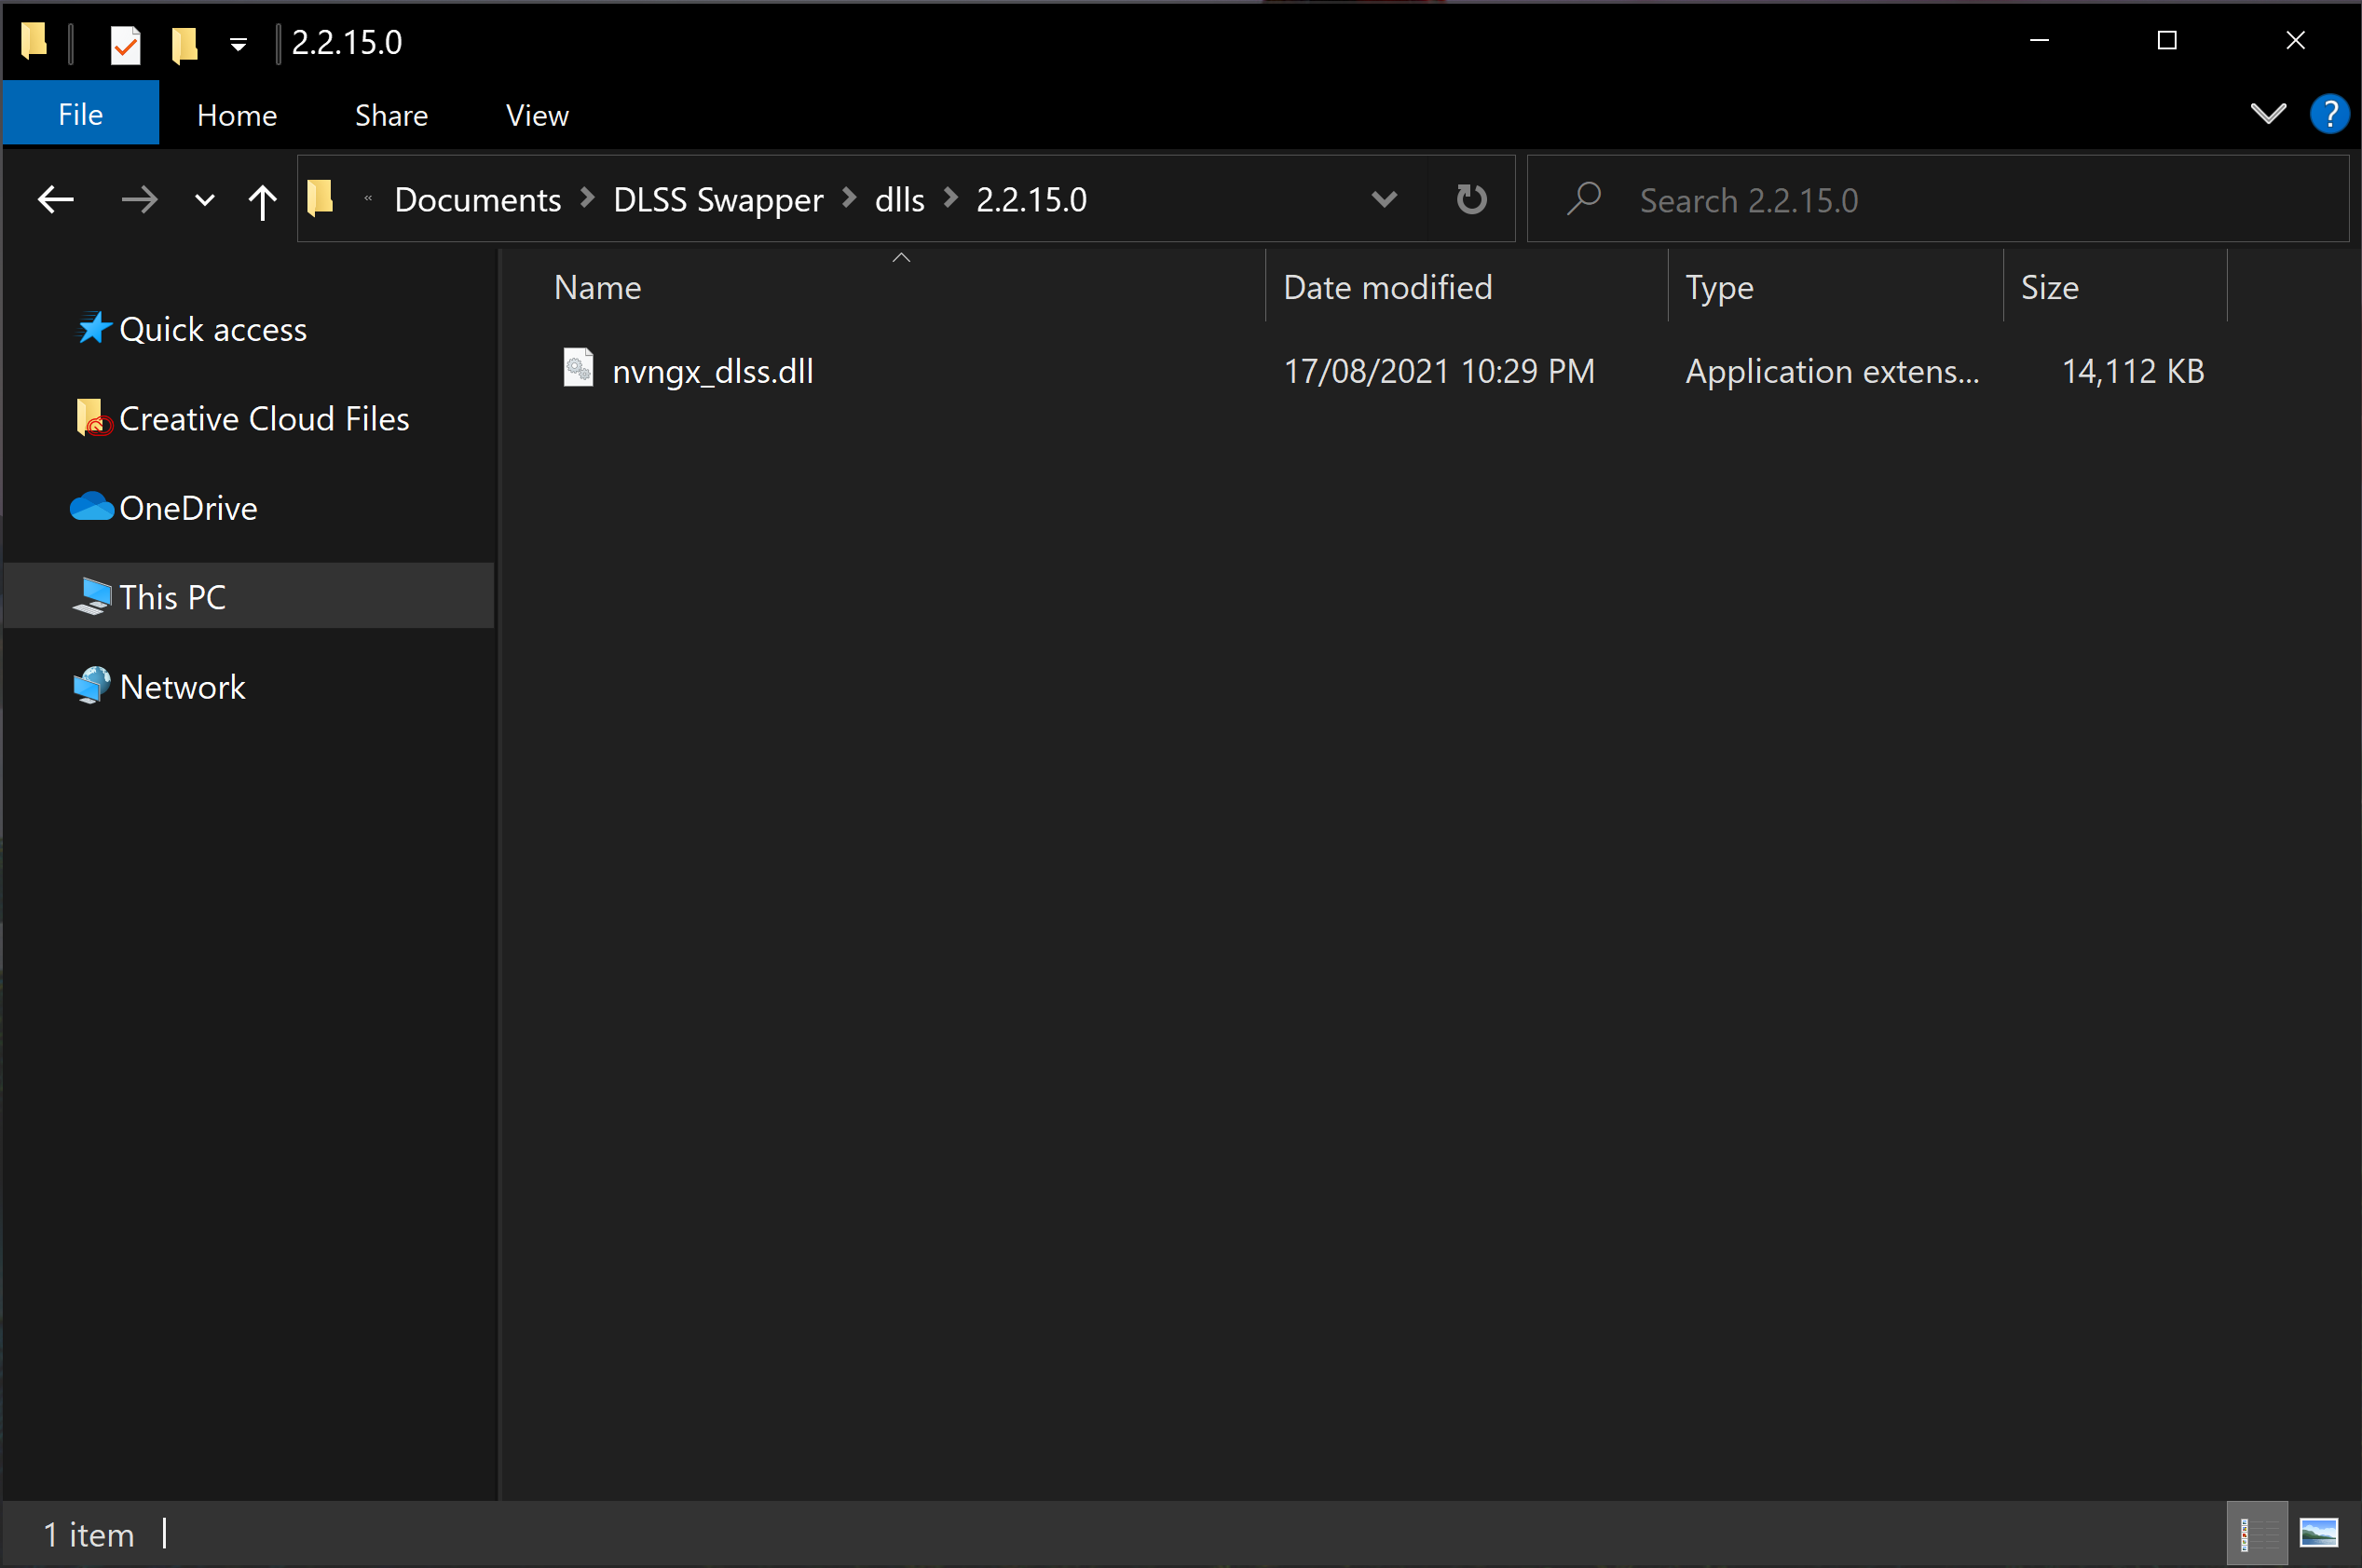 2.2.15.0
File Home Share View
« Documents DLSS Swapper dlls 2.2.15.0 Search 2.2.15.0
Name Date modified Type Size
nvngx_dlss.dll 17/08/2021 10:29 PM Application extens... 14,112 KB
Quick access
Creative Cloud Files
OneDrive
This PC
Network
1 item